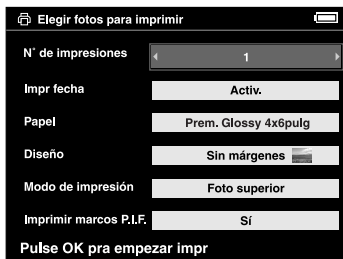 Elegir fotos para imprimir
N° de impresiones 1
Impr fecha Activ.
Papel Prem. Glossy 4x6pulg
Diseño Sin márgenes
Modo de impresión Foto superior
Imprimir marcos P.I.F. Sí
Pulse OK pra empezar impr